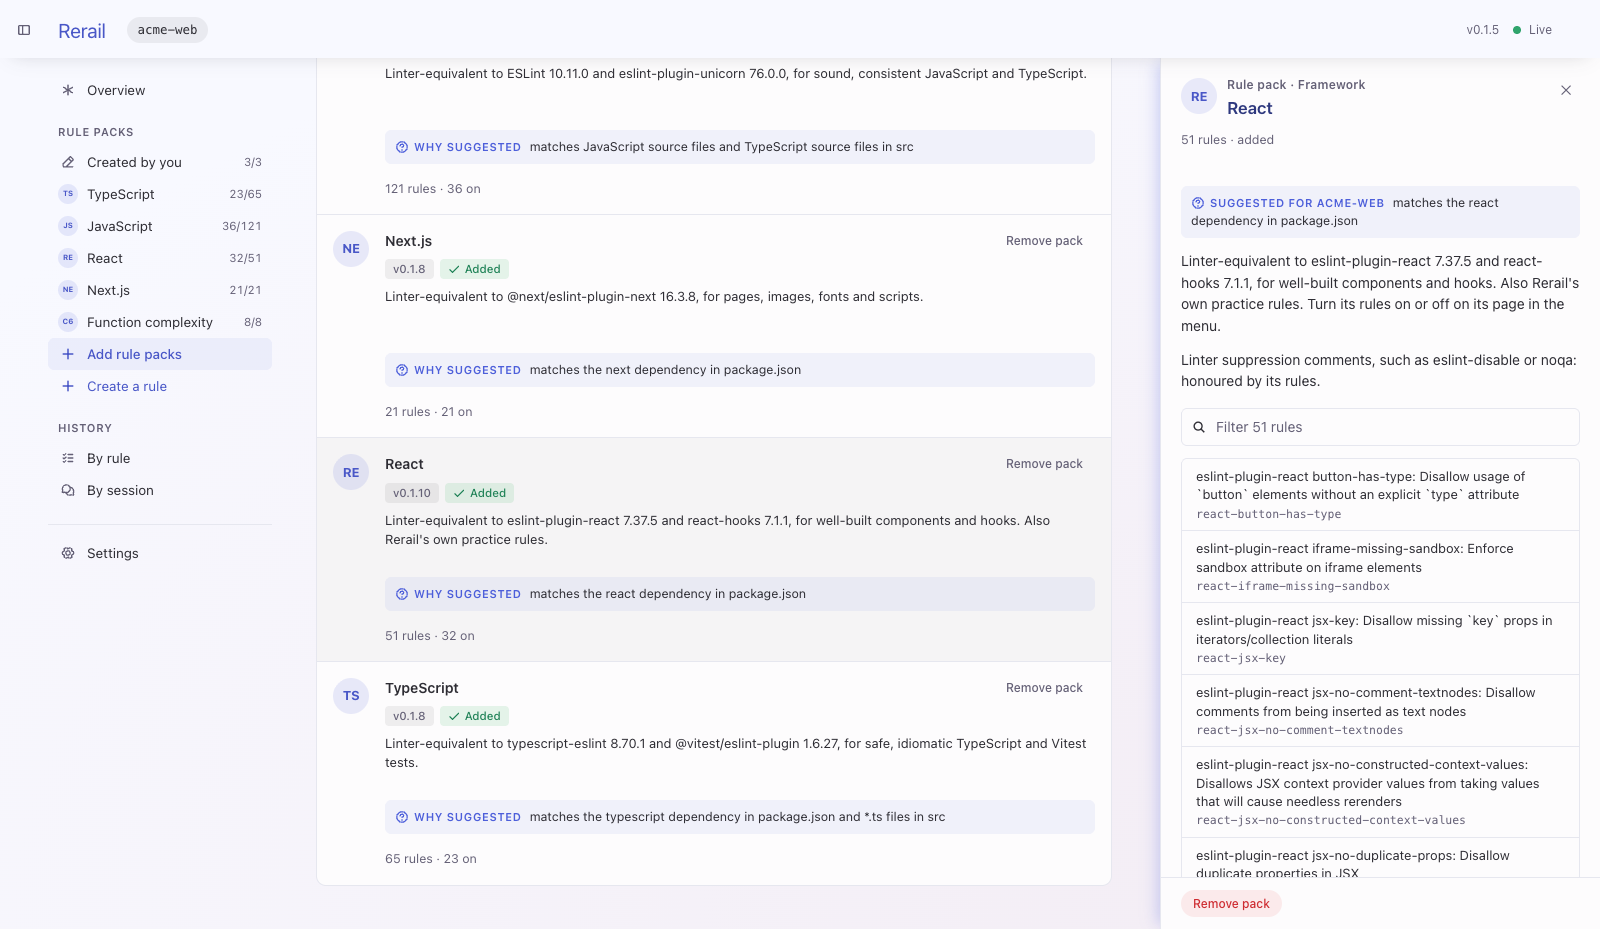 Rerail
acme-web
v0.1.5
Live
Overview
RULE PACKS
Created by you 3/3
TS TypeScript 23/65
JS JavaScript 36/121
RE React 32/51
NE Next.js 21/21
C6 Function complexity 8/8
Add rule packs
Create a rule
HISTORY
By rule
By session
Settings
Linter-equivalent to ESLint 10.11.0 and eslint-plugin-unicorn 76.0.0, for sound, consistent JavaScript and TypeScript.
WHY SUGGESTED matches JavaScript source files and TypeScript source files in src
121 rules · 36 on
NE
Next.js
Remove pack
v0.1.8
Added
Linter-equivalent to @next/eslint-plugin-next 16.3.8, for pages, images, fonts and scripts.
WHY SUGGESTED matches the next dependency in package.json
21 rules · 21 on
RE
React
Remove pack
v0.1.10
Added
Linter-equivalent to eslint-plugin-react 7.37.5 and react-hooks 7.1.1, for well-built components and hooks. Also
Rerail's own practice rules.
WHY SUGGESTED matches the react dependency in package.json
51 rules · 32 on
TS
TypeScript
Remove pack
v0.1.8
Added
Linter-equivalent to typescript-eslint 8.70.1 and @vitest/eslint-plugin 1.6.27, for safe, idiomatic TypeScript and Vitest
tests.
WHY SUGGESTED matches the typescript dependency in package.json and *.ts files in src
65 rules · 23 on
RE
Rule pack · Framework
React
51 rules · added
SUGGESTED FOR ACME-WEB matches the react
dependency in package.json
Linter-equivalent to eslint-plugin-react 7.37.5 and react-
hooks 7.1.1, for well-built components and hooks. Also Rerail's
own practice rules. Turn its rules on or off on its page in the
menu.
Linter suppression comments, such as eslint-disable or noqa:
honoured by its rules.
Filter 51 rules
eslint-plugin-react button-has-type: Disallow usage of
`button` elements without an explicit `type` attribute
react-button-has-type
eslint-plugin-react iframe-missing-sandbox: Enforce
sandbox attribute on iframe elements
react-iframe-missing-sandbox
eslint-plugin-react jsx-key: Disallow missing `key` props in
iterators/collection literals
react-jsx-key
eslint-plugin-react jsx-no-comment-textnodes: Disallow
comments from being inserted as text nodes
react-jsx-no-comment-textnodes
eslint-plugin-react jsx-no-constructed-context-values:
Disallows JSX context provider values from taking values
that will cause needless rerenders
react-jsx-no-constructed-context-values
eslint-plugin-react jsx-no-duplicate-props: Disallow
duplicate properties in JSX
Remove pack